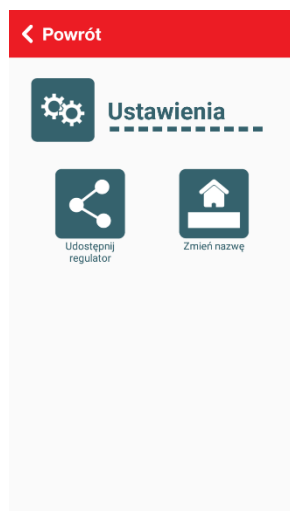 Powrót
Ustawienia
Udostępnij
regulator
Zmień nazwę